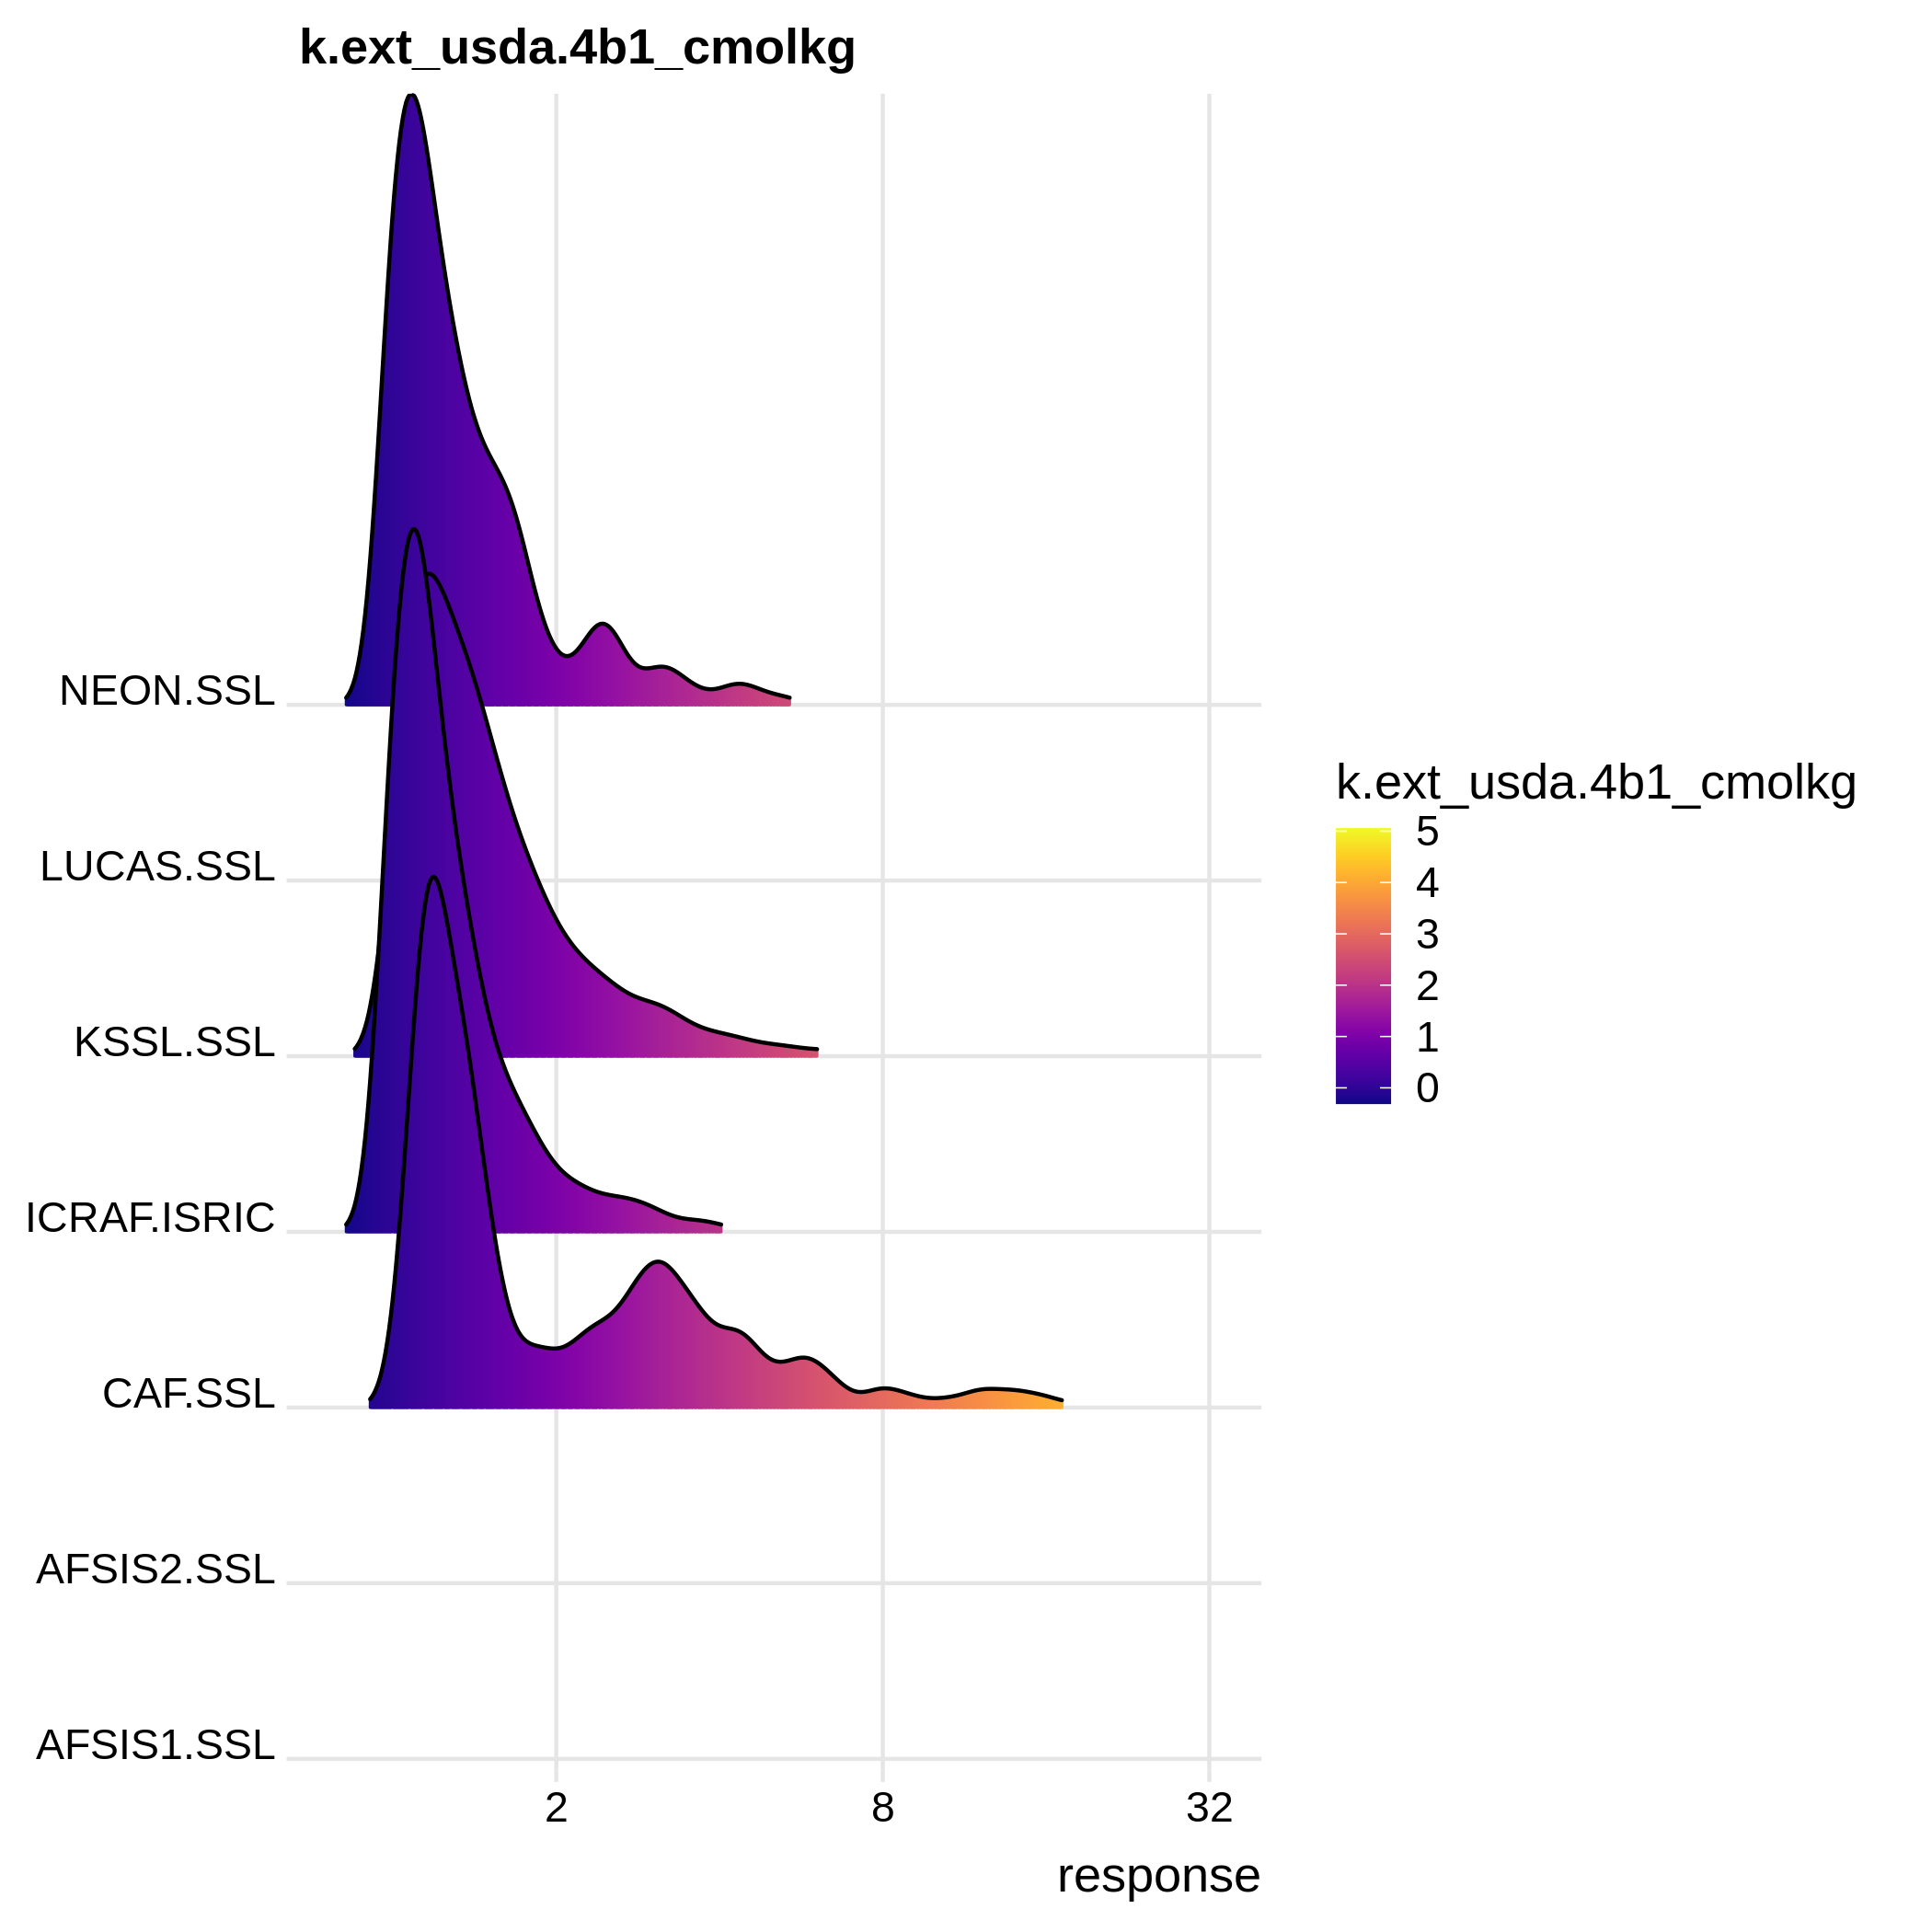 k.ext_usda.4b1_cmolkg
NEON.SSL
LUCAS.SSL
KSSL.SSL
ICRAF.ISRIC
CAF.SSL
AFSIS2.SSL
AFSIS1.SSL
2 8 32
response
k.ext_usda.4b1_cmolkg
5
4
3
2
1
0